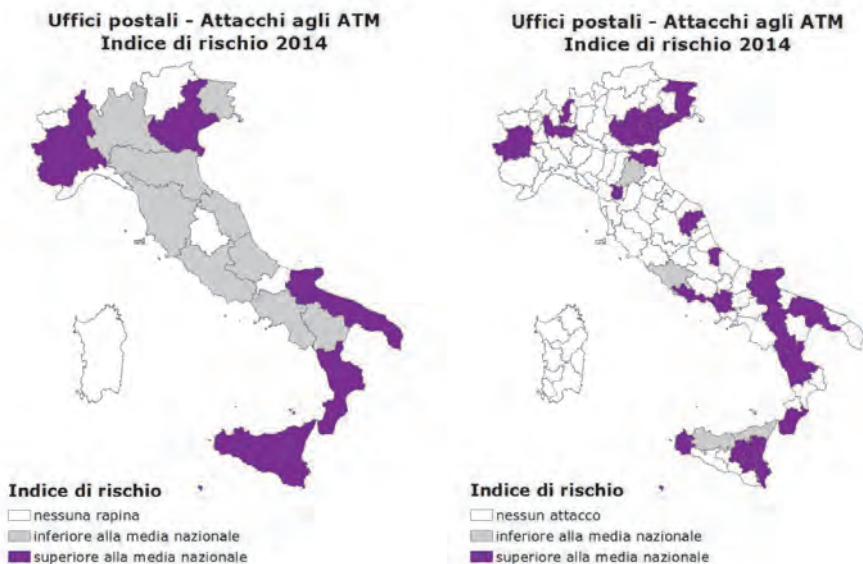 Uffici postali - Attacchi agli ATM
Indice di rischio 2014
Indice di rischio
nessuna rapina
inferiore alla media nazionale
superiore alla media nazionale
Uffici postali - Attacchi agli ATM
Indice di rischio 2014
Indice di rischio
nessun attacco
inferiore alla media nazionale
superiore alla media nazionale